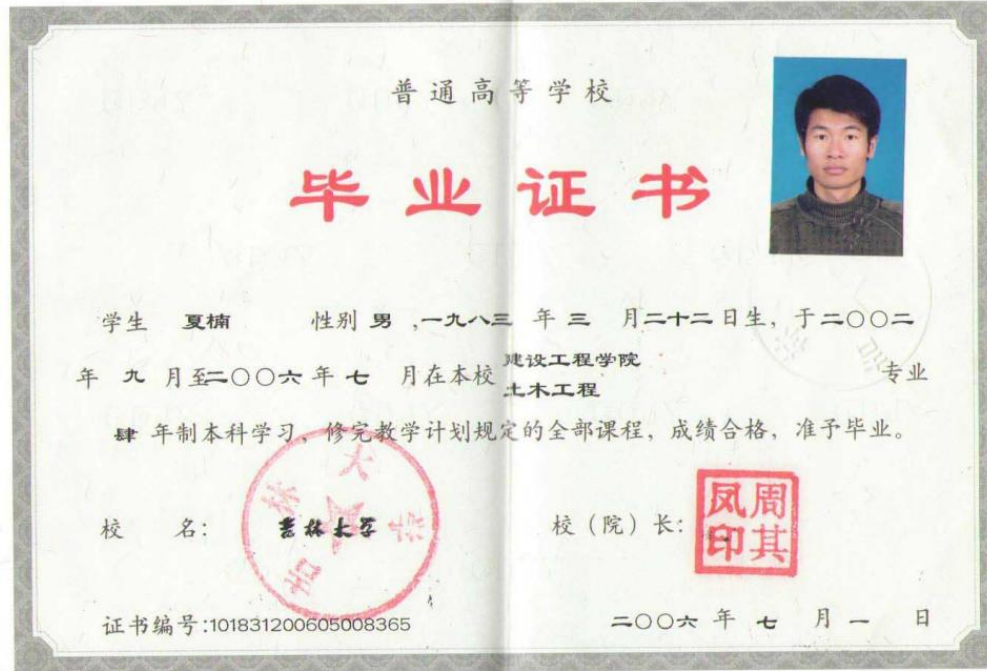 普通高等学校
毕业证书
学生 夏楠 性别 男 ,一九八三 年 三 月二十二日生，于二〇〇二
年 九 月至二〇〇六 年 七 月在本校 建设工程学院 土木工程 专业
肆 年制本科学习，修完教学计划规定的全部课程，成绩合格，准予毕业。
校 名： 吉林大学
吉林大学
校（院）长：
周其凤印
证书编号:101831200605008365
二〇〇六 年 七 月 一 日